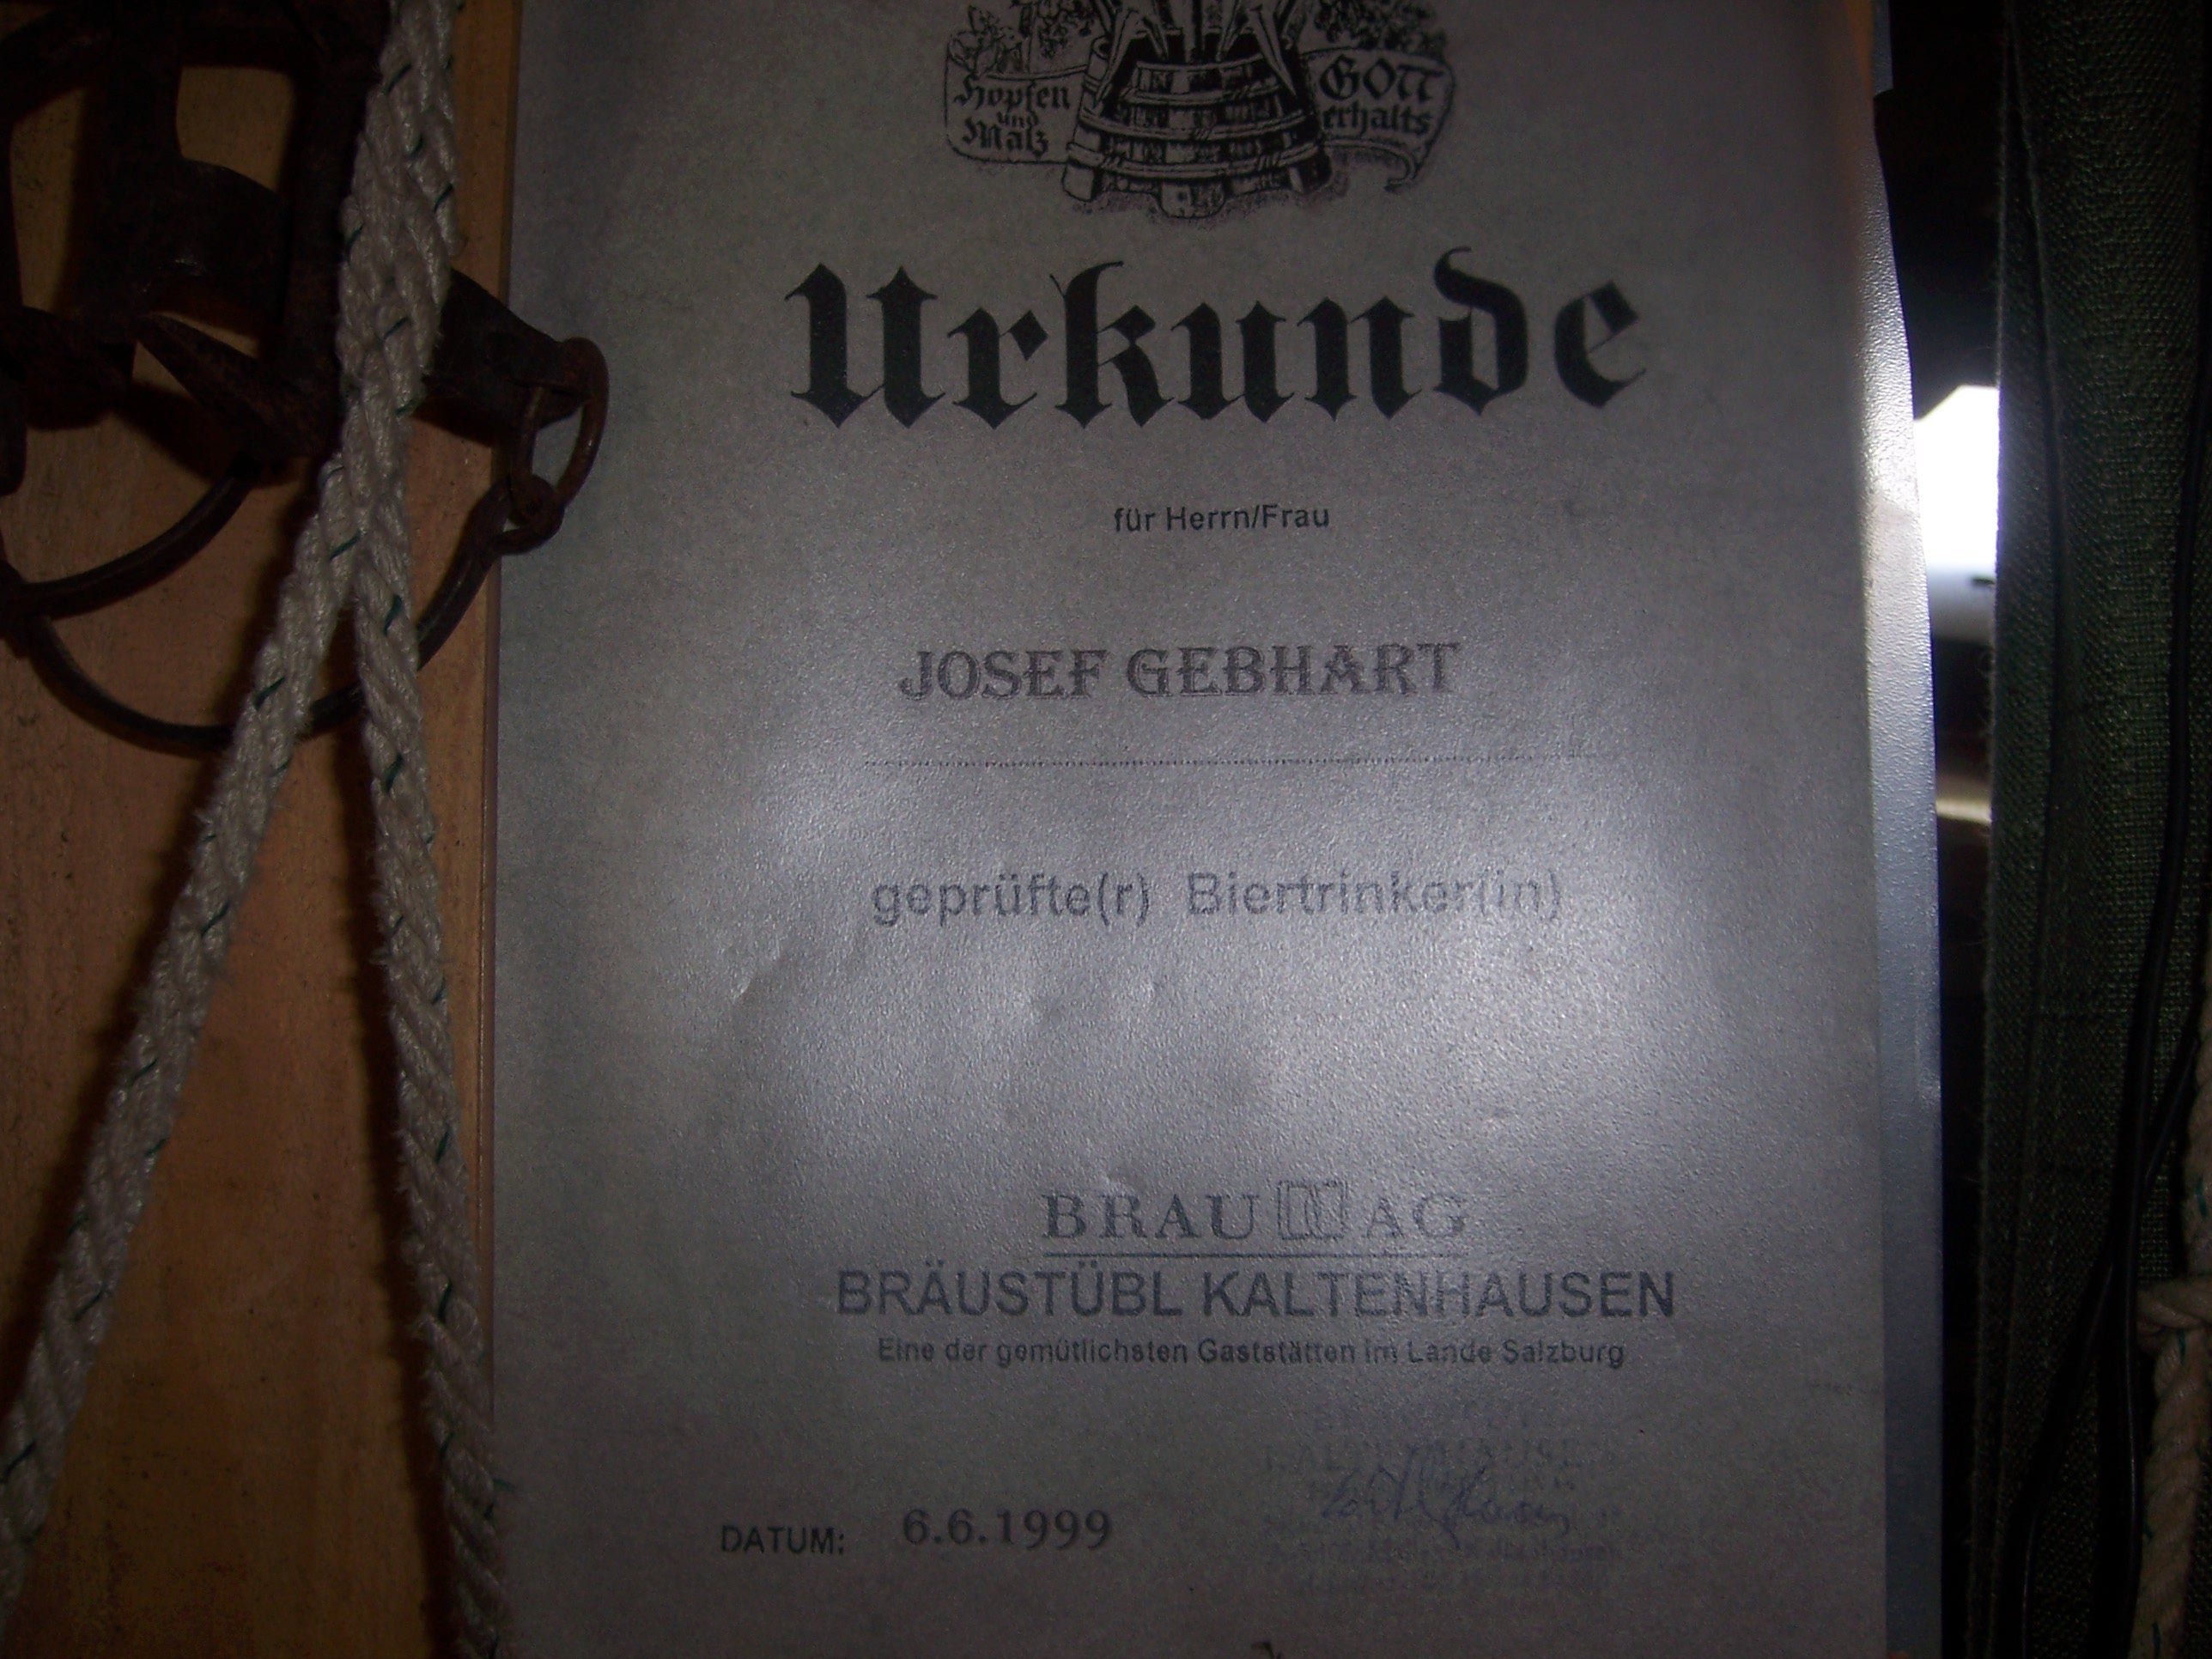 Hopfen
und
Malz
GOTT
erhalts
Urkunde
für Herrn/Frau
JOSEF GEBHART
geprüfte(r) Biertrinker(in)
BRAU AG
BRÄUSTÜBL KALTENHAUSEN
Eine der gemütlichsten Gaststätten im Lande Salzburg
DATUM: 6.6.1999